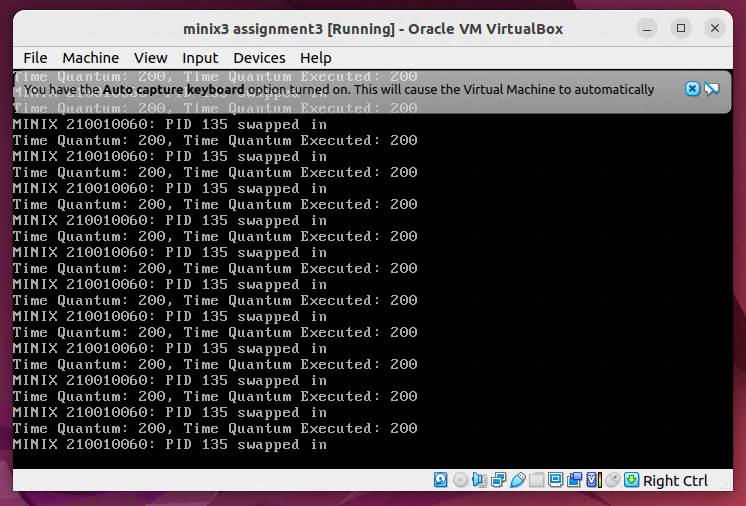 minix3 assignment3 [Running] - Oracle VM VirtualBox
File Machine View Input Devices Help
Time Quantum: 200, Time Quantum Executed: 200
You have the Auto capture keyboard option turned on. This will cause the Virtual Machine to automatically
MINIX 210010060: PID 135 swapped in
Time Quantum: 200, Time Quantum Executed: 200
MINIX 210010060: PID 135 swapped in
Time Quantum: 200, Time Quantum Executed: 200
MINIX 210010060: PID 135 swapped in
Time Quantum: 200, Time Quantum Executed: 200
MINIX 210010060: PID 135 swapped in
Time Quantum: 200, Time Quantum Executed: 200
MINIX 210010060: PID 135 swapped in
Time Quantum: 200, Time Quantum Executed: 200
MINIX 210010060: PID 135 swapped in
Time Quantum: 200, Time Quantum Executed: 200
MINIX 210010060: PID 135 swapped in
Time Quantum: 200, Time Quantum Executed: 200
MINIX 210010060: PID 135 swapped in
Time Quantum: 200, Time Quantum Executed: 200
MINIX 210010060: PID 135 swapped in
Time Quantum: 200, Time Quantum Executed: 200
MINIX 210010060: PID 135 swapped in
Time Quantum: 200, Time Quantum Executed: 200
MINIX 210010060: PID 135 swapped in
Time Quantum: 200, Time Quantum Executed: 200
MINIX 210010060: PID 135 swapped in
Right Ctrl